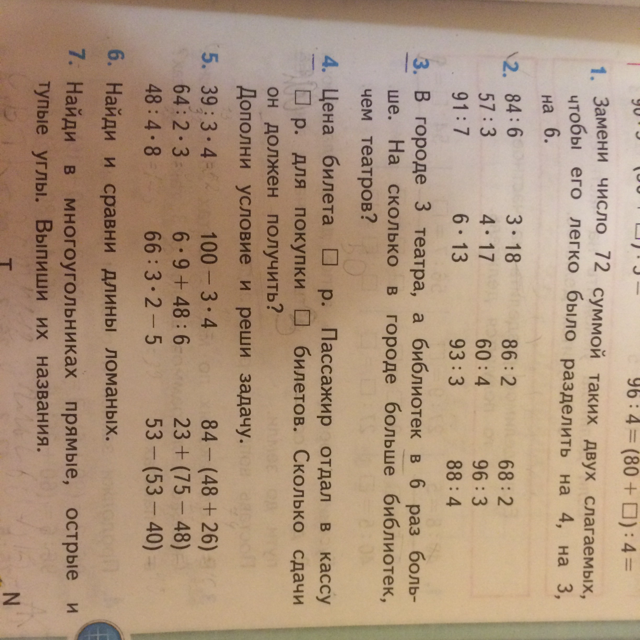 96 : 4 = (80 + □) : 4 =
1. Замени число 72 суммой таких двух слагаемых,
чтобы его легко было разделить на 4, на 3,
на 6.
2. 84 : 6 3 · 18 86 : 2 68 : 2
57 : 3 4 · 17 60 : 4 96 : 3
91 : 7 6 · 13 93 : 3 88 : 4
3. В городе 3 театра, а библиотек в 6 раз боль-
ше. На сколько в городе больше библиотек,
чем театров?
4. Цена билета □ р. Пассажир отдал в кассу
□ р. для покупки □ билетов. Сколько сдачи
он должен получить?
Дополни условие и реши задачу.
5. 39 : 3 · 4 = 100 − 3 · 4 84 − (48 + 26)
64 : 2 · 3 = 6 · 9 + 48 : 6 23 + (75 − 48) =
48 : 4 · 8 66 : 3 · 2 − 5 53 − (53 − 40) =
6. Найди и сравни длины ломаных.
7. Найди в многоугольниках прямые, острые и
тупые углы. Выпиши их названия.
T N